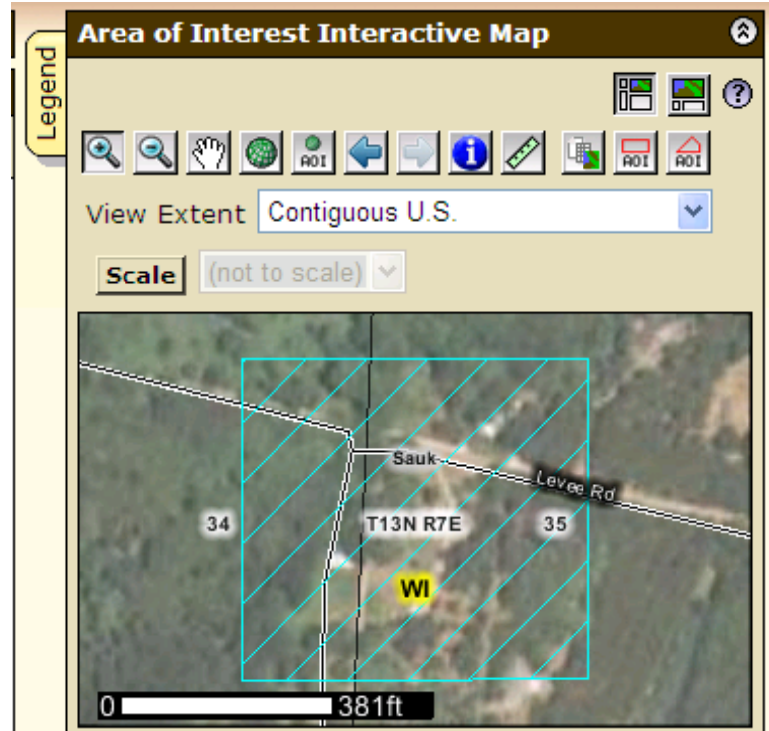 Area of Interest Interactive Map
Legend
?
AOI
i
AOI
AOI
View Extent
Contiguous U.S.
Scale
(not to scale)
Sauk
Levee Rd
34
T13N R7E
35
WI
0
381ft